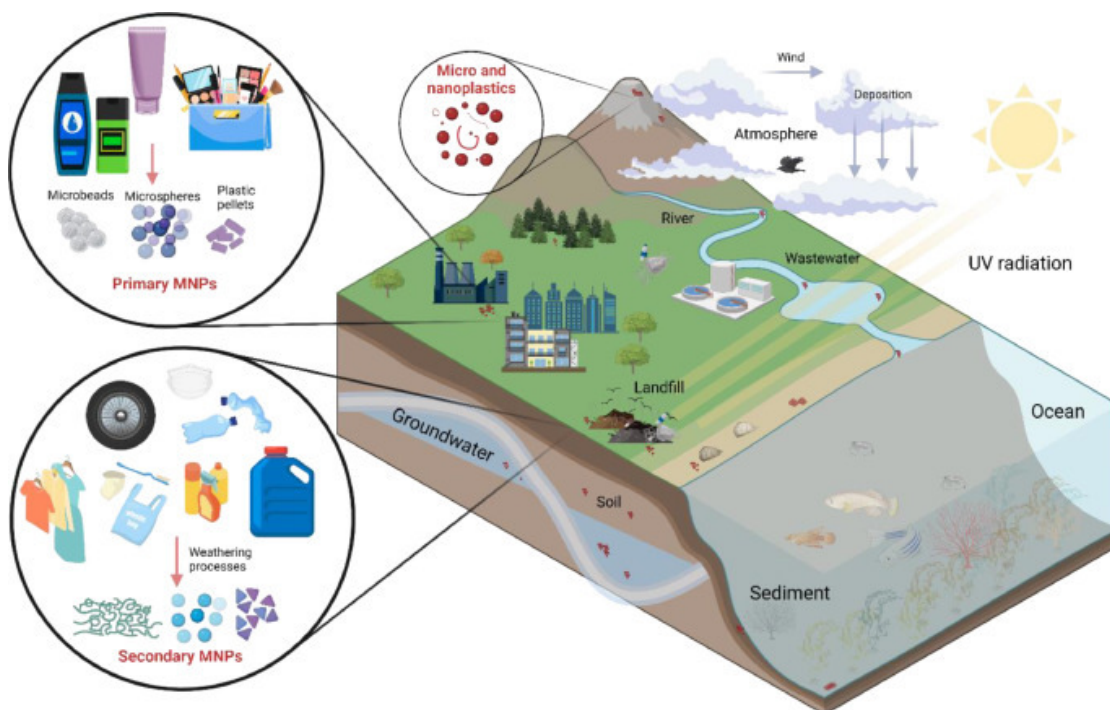 Microbeads
Microspheres
Plastic
pellets
Primary MNPs
Micro and
nanoplastics
Wind
Deposition
Atmosphere
River
Wastewater
UV radiation
Landfill
Ocean
Groundwater
Soil
Sediment
Weathering
processes
Secondary MNPs